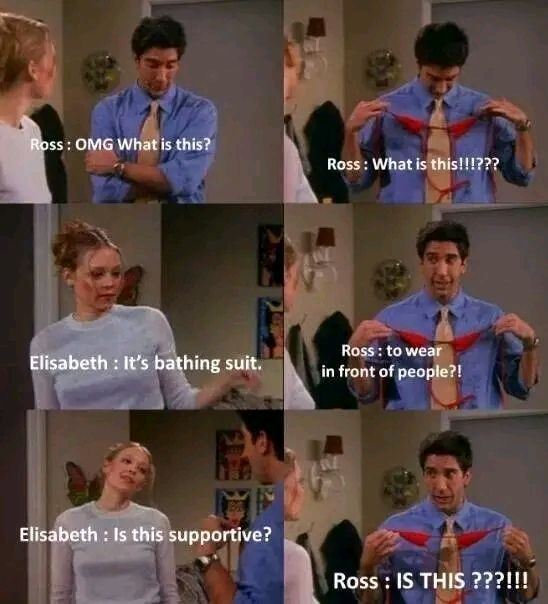 Ross : OMG What is this?
Ross : What is this!!!???
Elisabeth : It's bathing suit.
Ross : to wear
in front of people?!
Elisabeth : Is this supportive?
Ross : IS THIS ???!!!